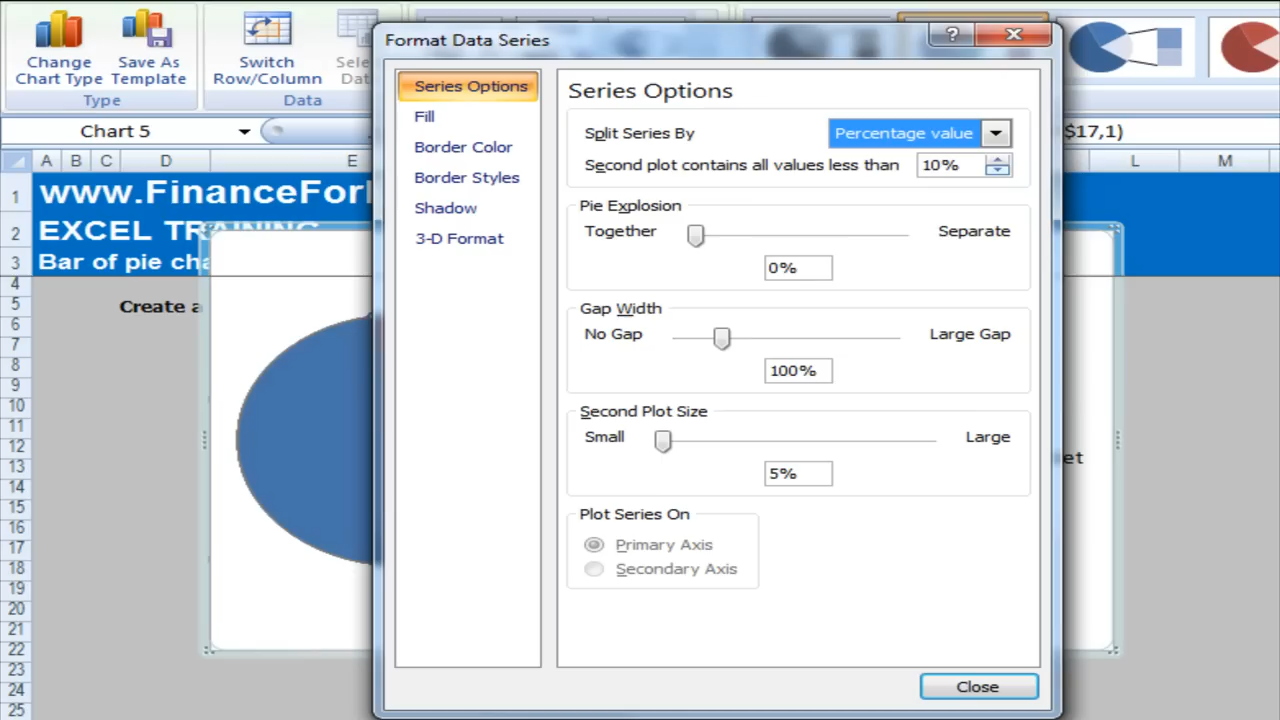 Change
Chart Type
Save As
Template
Switch
Row/Column
Type
Data
Format Data Series
?
Chart 5
$17,1)
A B C D E L M
1 www.FinanceFor
2 EXCEL TRAINING
3 Bar of pie cha
4
5 Create a
6
7
8
9
10
11
12
13
14
15
16
17
18
19
20
21
22
23
24
25
et
Series Options
Fill
Border Color
Border Styles
Shadow
3-D Format
Series Options
Split Series By Percentage value
Second plot contains all values less than 10%
Pie Explosion
Together Separate
0%
Gap Width
No Gap Large Gap
100%
Second Plot Size
Small Large
5%
Plot Series On
Primary Axis
Secondary Axis
Close